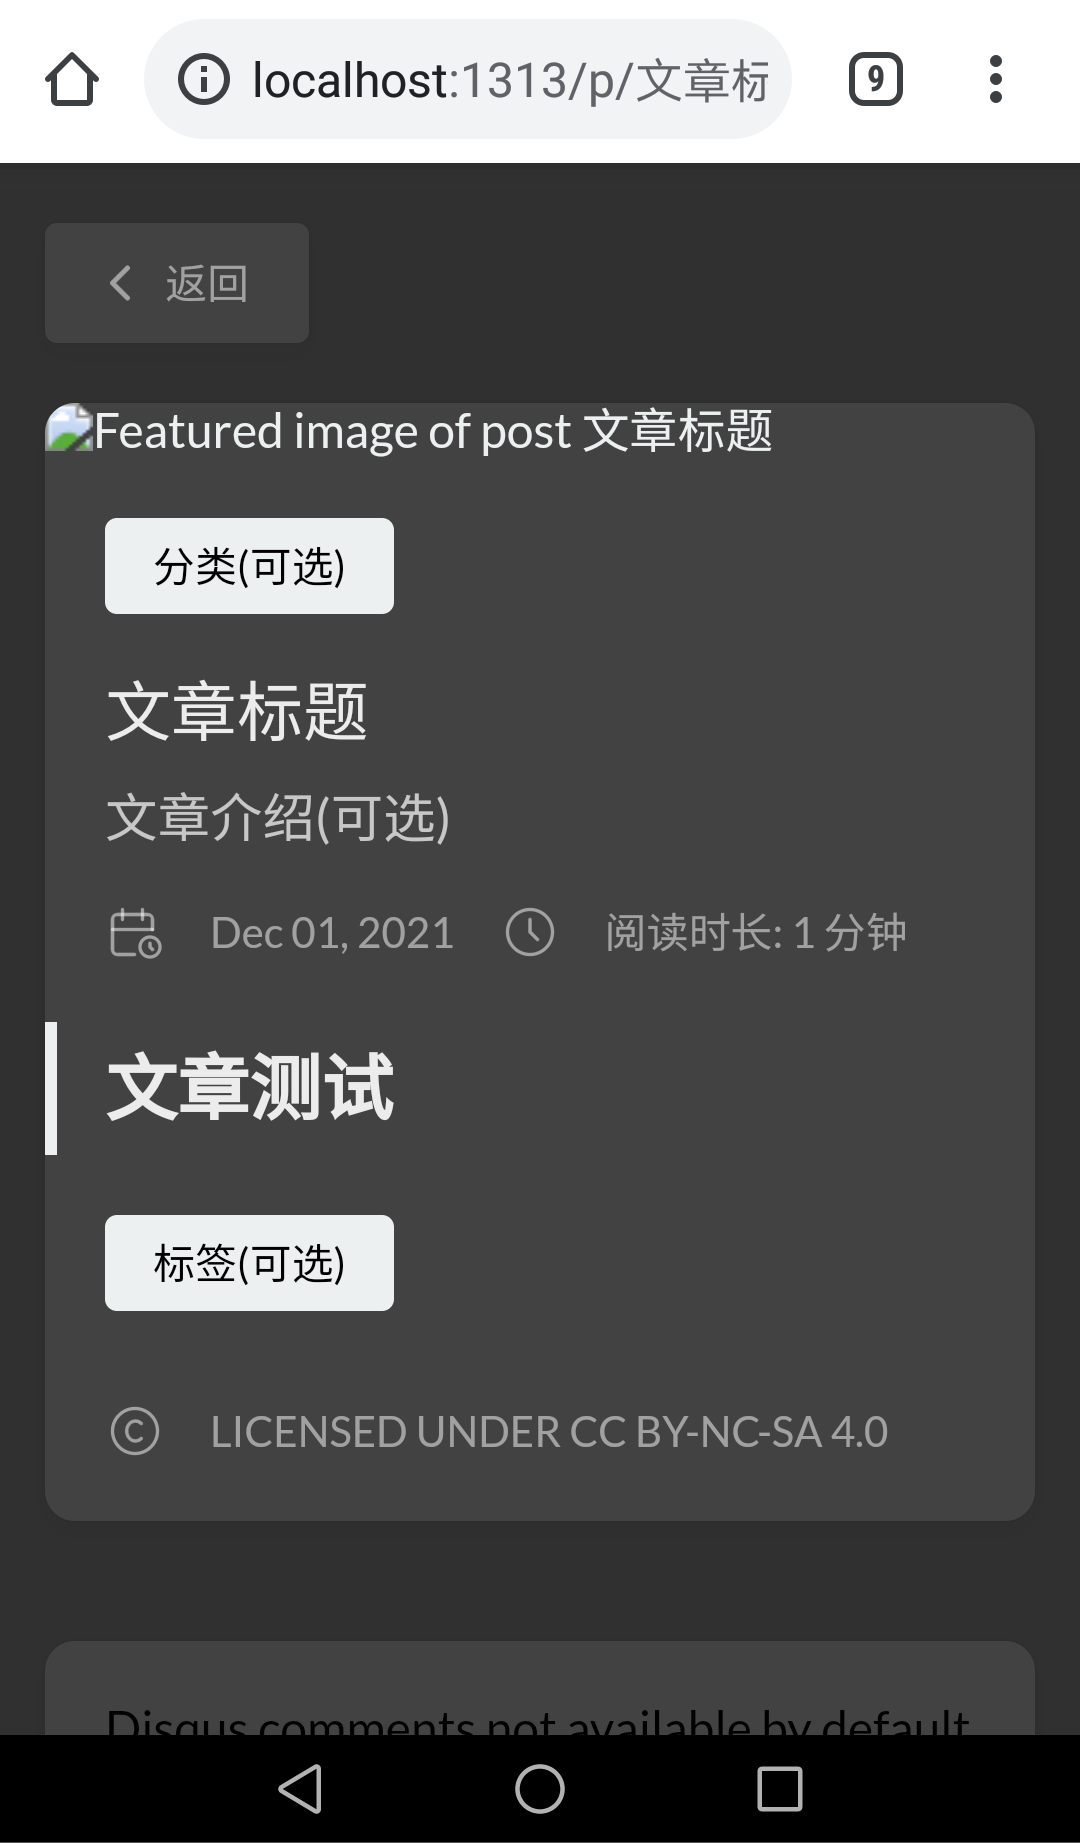 localhost:1313/p/文章标
9
返回
Featured image of post 文章标题
分类(可选)
文章标题
文章介绍(可选)
Dec 01, 2021 阅读时长: 1 分钟
文章测试
标签(可选)
LICENSED UNDER CC BY-NC-SA 4.0
Disqus comments not available by default